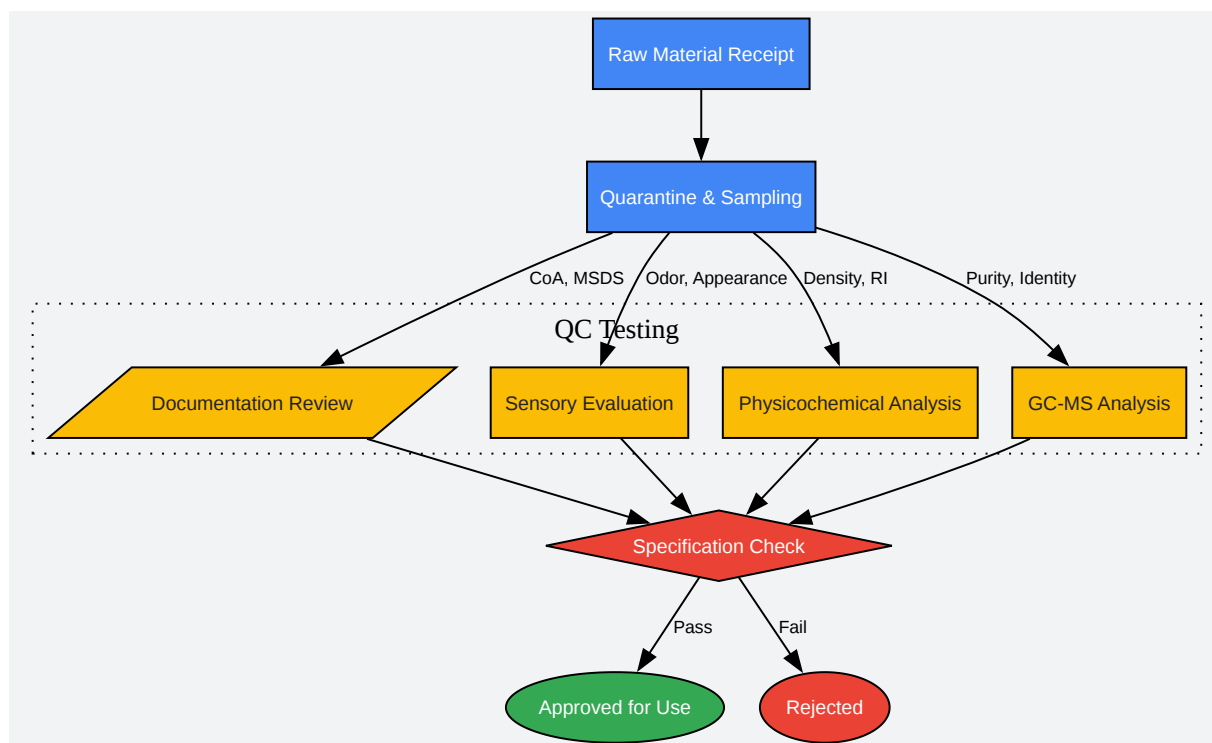 Raw Material Receipt
Quarantine & Sampling
CoA, MSDS
Odor, Appearance
Density, RI
Purity, Identity
QC Testing
Documentation Review
Sensory Evaluation
Physicochemical Analysis
GC-MS Analysis
Specification Check
Pass
Fail
Approved for Use
Rejected